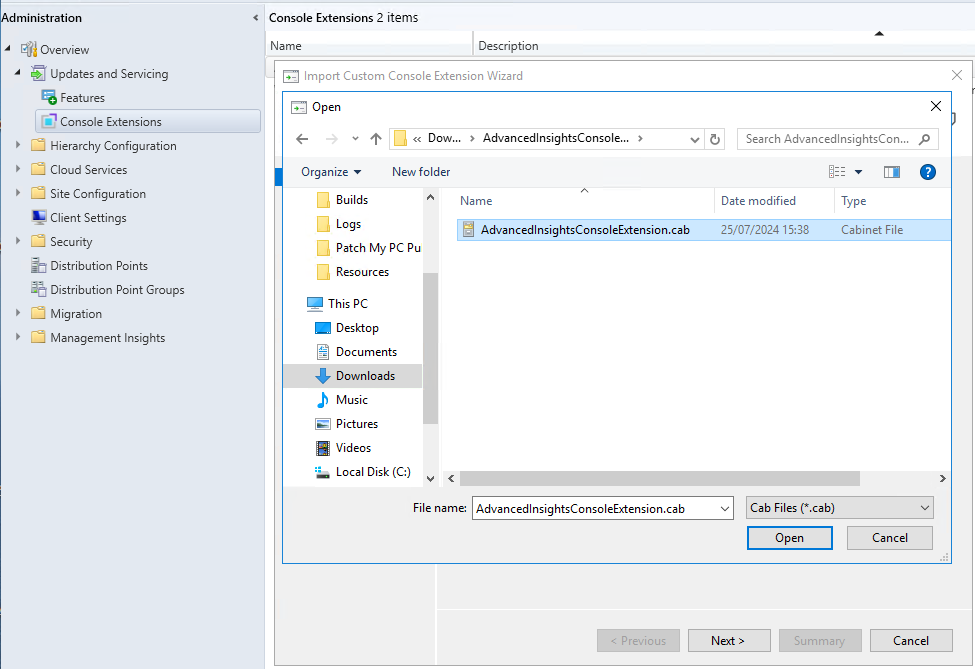 Administration
Overview
Updates and Servicing
Features
Console Extensions
Hierarchy Configuration
Cloud Services
Site Configuration
Client Settings
Security
Distribution Points
Distribution Point Groups
Migration
Management Insights
Console Extensions 2 items
Name Description
Import Custom Console Extension Wizard
Open
« Dow... AdvancedInsightsConsole... Search AdvancedInsightsCon...
Organize New folder
Builds
Logs
Patch My PC Pu
Resources
This PC
Desktop
Documents
Downloads
Music
Pictures
Videos
Local Disk (C:)
Name Date modified Type
AdvancedInsightsConsoleExtension.cab 25/07/2024 15:38 Cabinet File
File name: AdvancedInsightsConsoleExtension.cab Cab Files (*.cab)
Open Cancel
< Previous Next > Summary Cancel